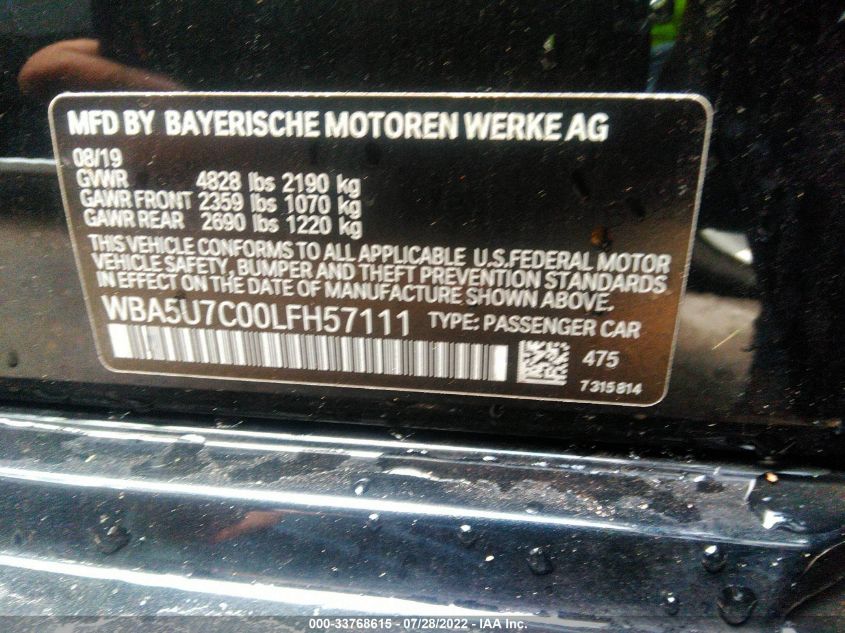 MFD BY BAYERISCHE MOTOREN WERKE AG
08/19
GVWR 4828 lbs 2190 kg
GAWR FRONT 2359 lbs 1070 kg
GAWR REAR 2690 lbs 1220 kg
THIS VEHICLE CONFORMS TO ALL APPLICABLE U.S.FEDERAL MOTOR
VEHICLE SAFETY, BUMPER AND THEFT PREVENTION STANDARDS
IN EFFECT ON THE DATE OF MANUFACTURE SHOWN ABOVE.
WBA5U7C00LFH57111 TYPE: PASSENGER CAR
475
7315814
000-33768615 - 07/28/2022 - IAA Inc.